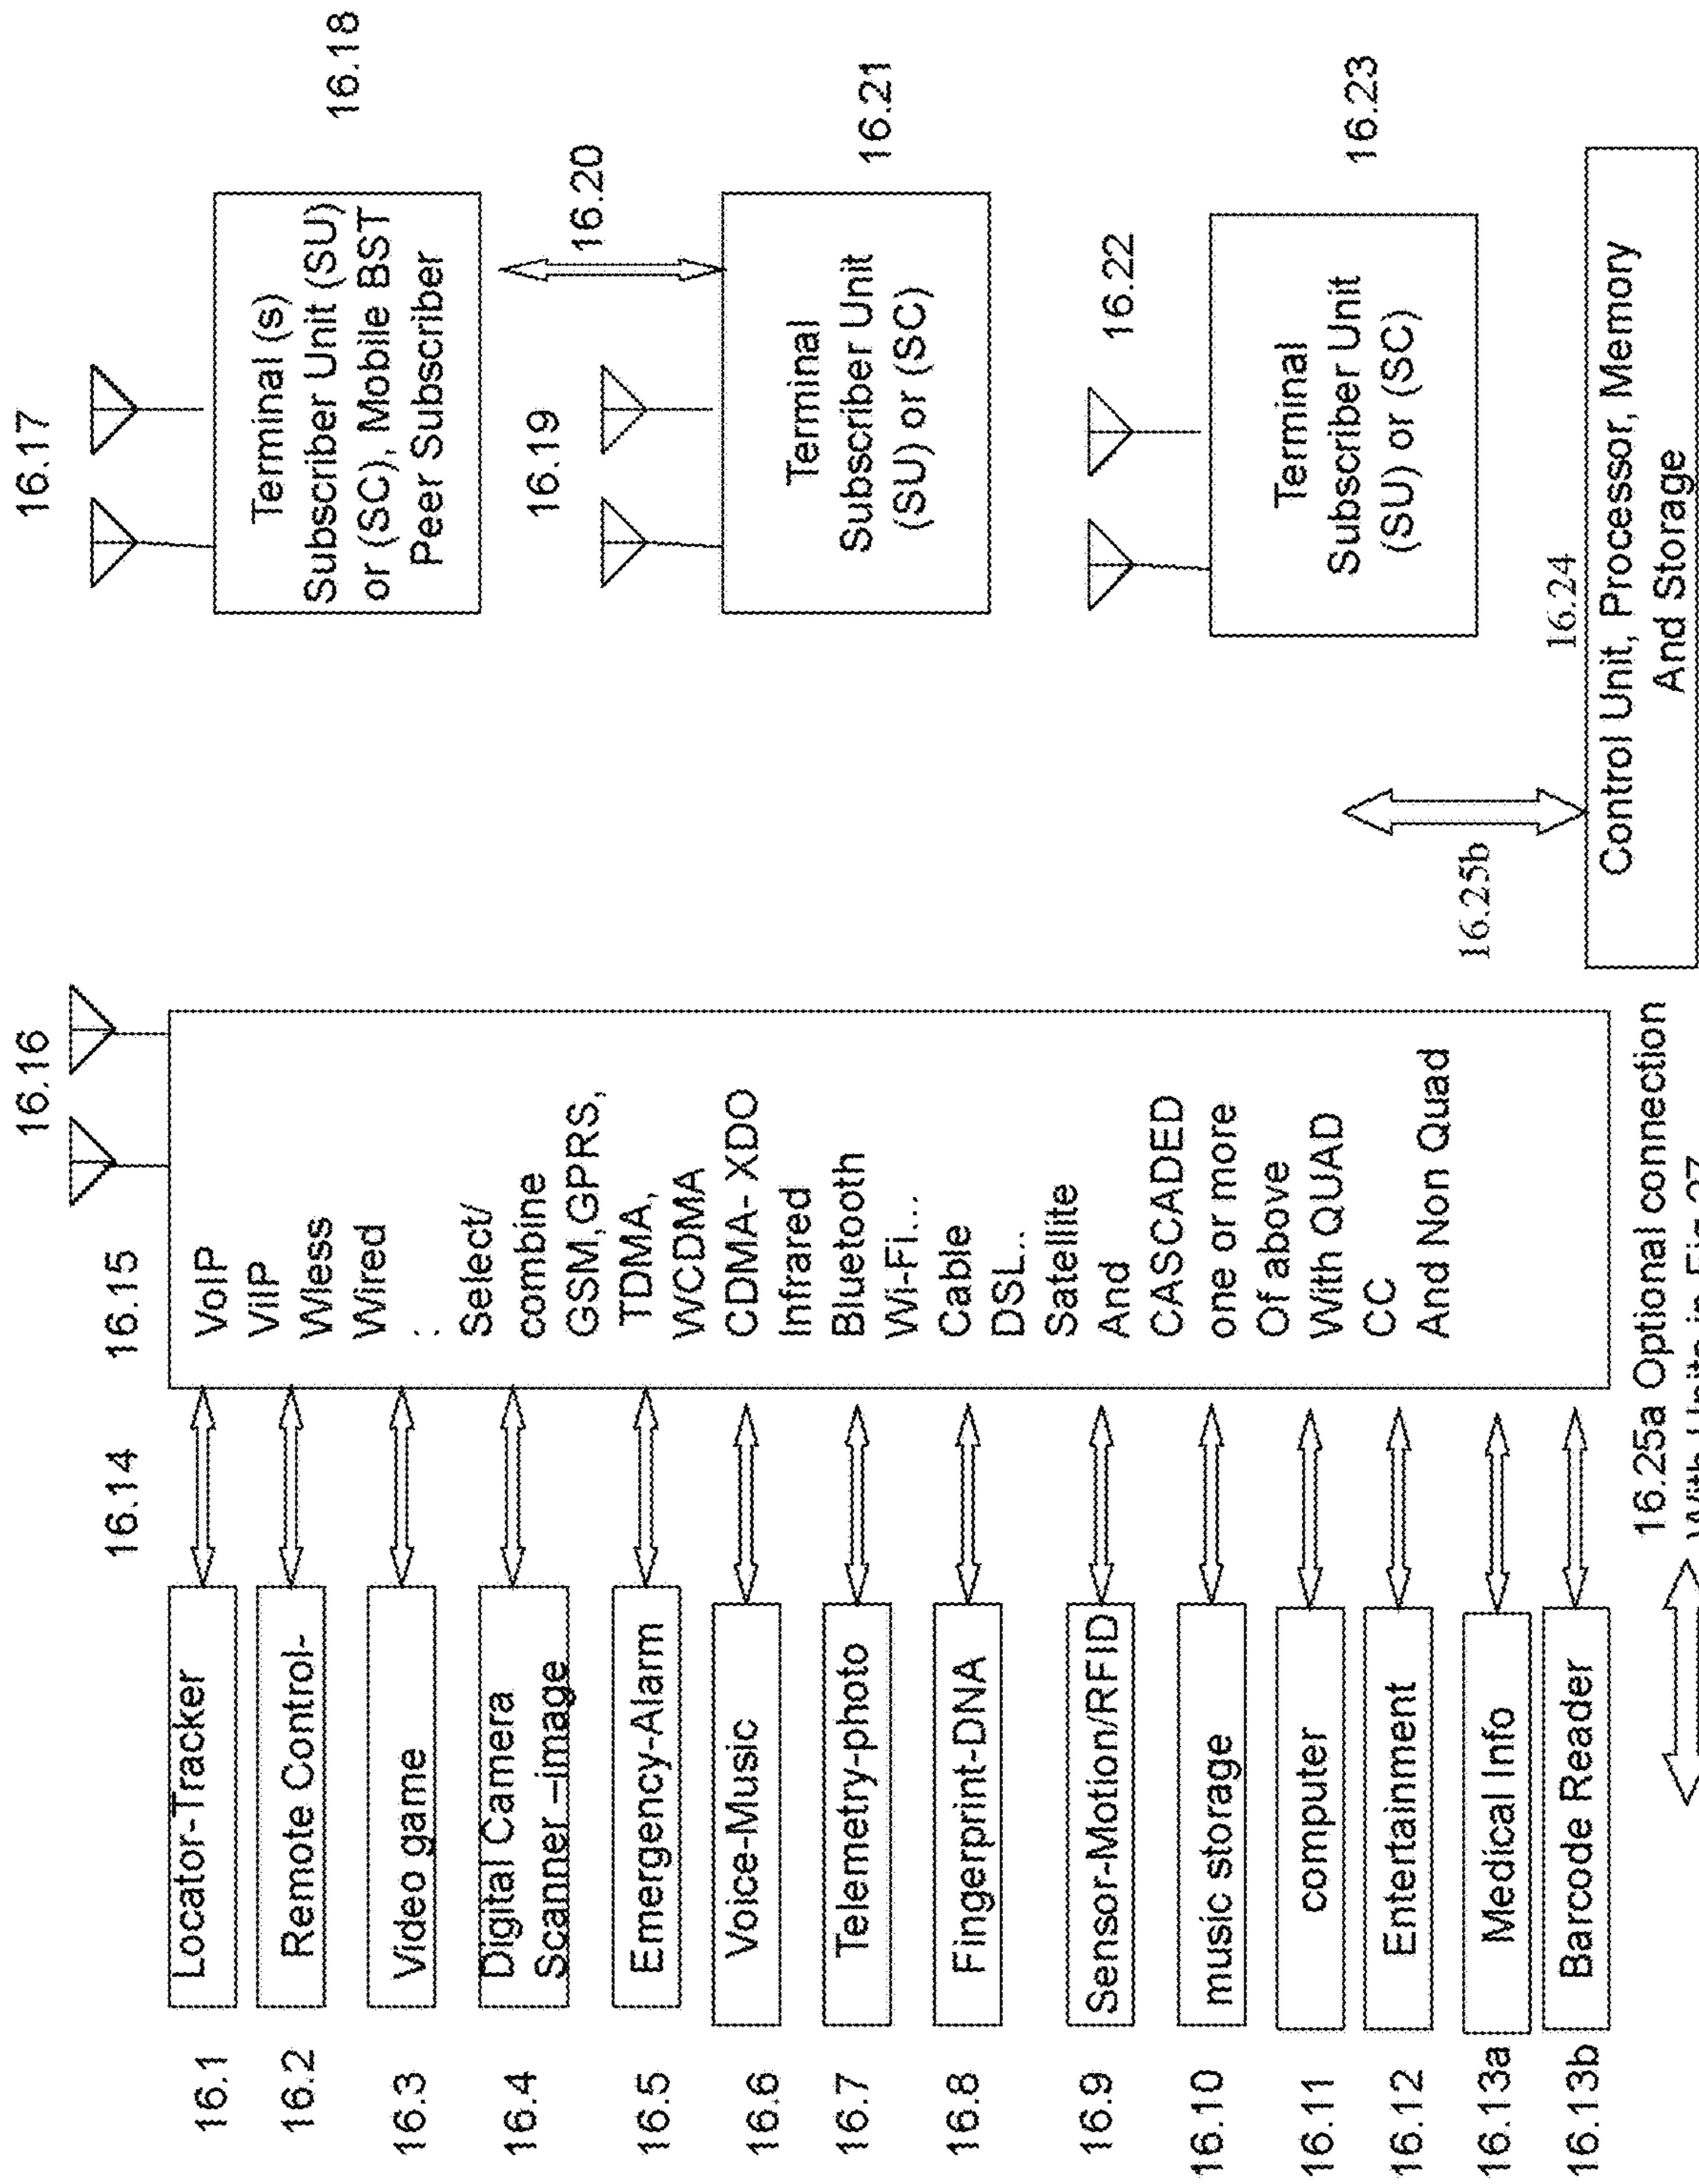 16.1
Locator-Tracker
16.2
Remote Control-
16.3
Video game
16.4
Digital Camera
Scanner –image
16.5
Emergency-Alarm
16.6
Voice-Music
16.7
Telemetry-photo
16.8
Fingerprint-DNA
16.9
Sensor-Motion/RFID
16.10
music storage
16.11
computer
16.12
Entertainment
16.13a
Medical Info
16.13b
Barcode Reader
16.14
16.15
16.16
VoIP
ViIP
Wless
Wired
:
Select/
combine
GSM,GPRS,
TDMA,
WCDMA
CDMA- XDO
Infrared
Bluetooth
Wi-Fi...
Cable
DSL..
Satellite
And
CASCADED
one or more
Of above
With QUAD
CC
And Non Quad
16.25a Optional connection
With Units in Fig.27
16.17
Terminal (s)
Subscriber Unit (SU)
or (SC), Mobile BST
Peer Subscriber
16.18
16.19
16.20
Terminal
Subscriber Unit
(SU) or (SC)
16.21
16.22
Terminal
Subscriber Unit
(SU) or (SC)
16.23
16.25b
16.24
Control Unit, Processor, Memory
And Storage